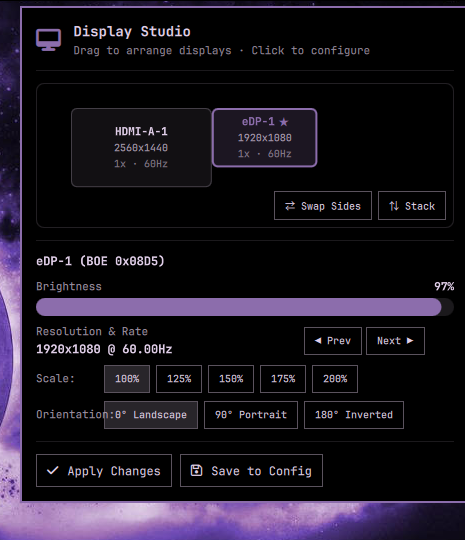 Display Studio
Drag to arrange displays · Click to configure
HDMI-A-1
2560x1440
1x · 60Hz
eDP-1 ★
1920x1080
1x · 60Hz
⇄ Swap Sides
⇅ Stack
eDP-1 (BOE 0x08D5)
Brightness 97%
Resolution & Rate
1920x1080 @ 60.00Hz
◀ Prev
Next ▶
Scale: 100% 125% 150% 175% 200%
Orientation: 0° Landscape 90° Portrait 180° Inverted
✓ Apply Changes
Save to Config